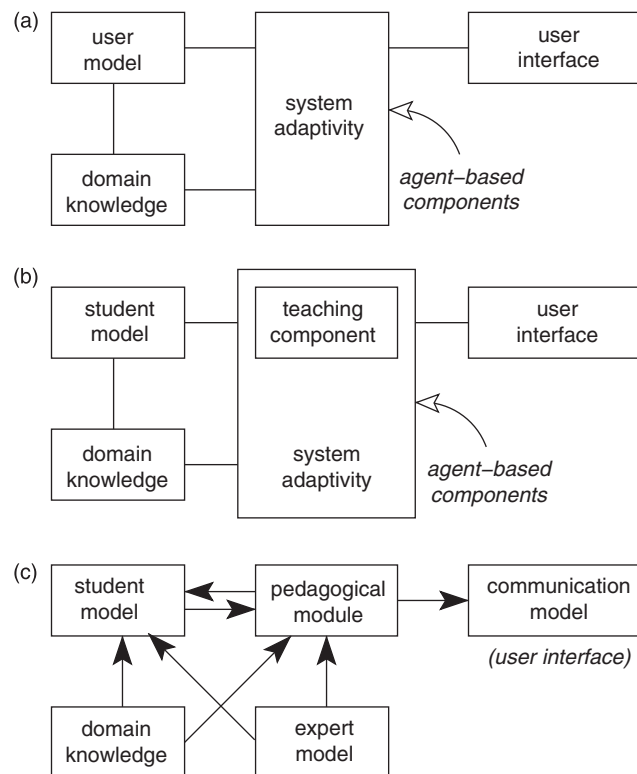 (a)
user
model
system
adaptivity
user
interface
domain
knowledge
agent–based
components
(b)
student
model
teaching
component
user
interface
domain
knowledge
system
adaptivity
agent–based
components
(c)
student
model
pedagogical
module
communication
model
(user interface)
domain
knowledge
expert
model